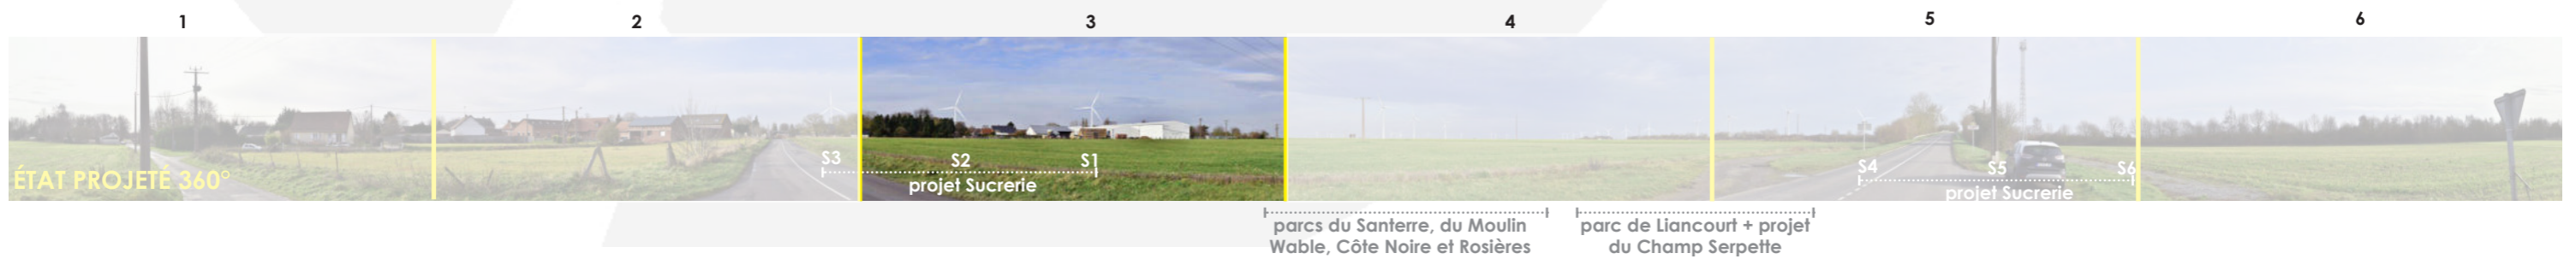 1 2 3 4 5 6
S3 S2 S1 S4 S5 S6
ÉTAT PROJETÉ 360°
projet Sucrerie
projet Sucrerie
parcs du Santerre, du Moulin
Wable, Côte Noire et Rosières
parc de Liancourt + projet
du Champ Serpette